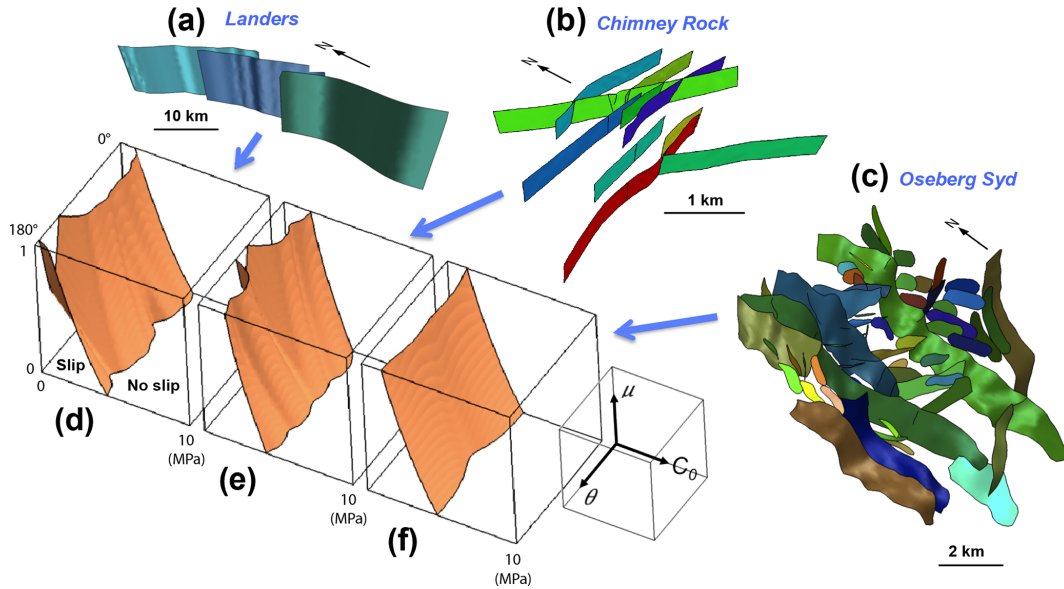 (a) Landers
N
10 km
(b) Chimney Rock
N
1 km
(c) Oseberg Syd
N
2 km
0°
180°
1
0
0
Slip
No slip
(d)
10
(MPa)
(e)
10
(MPa)
(f)
10
(MPa)
μ
C₀
θ